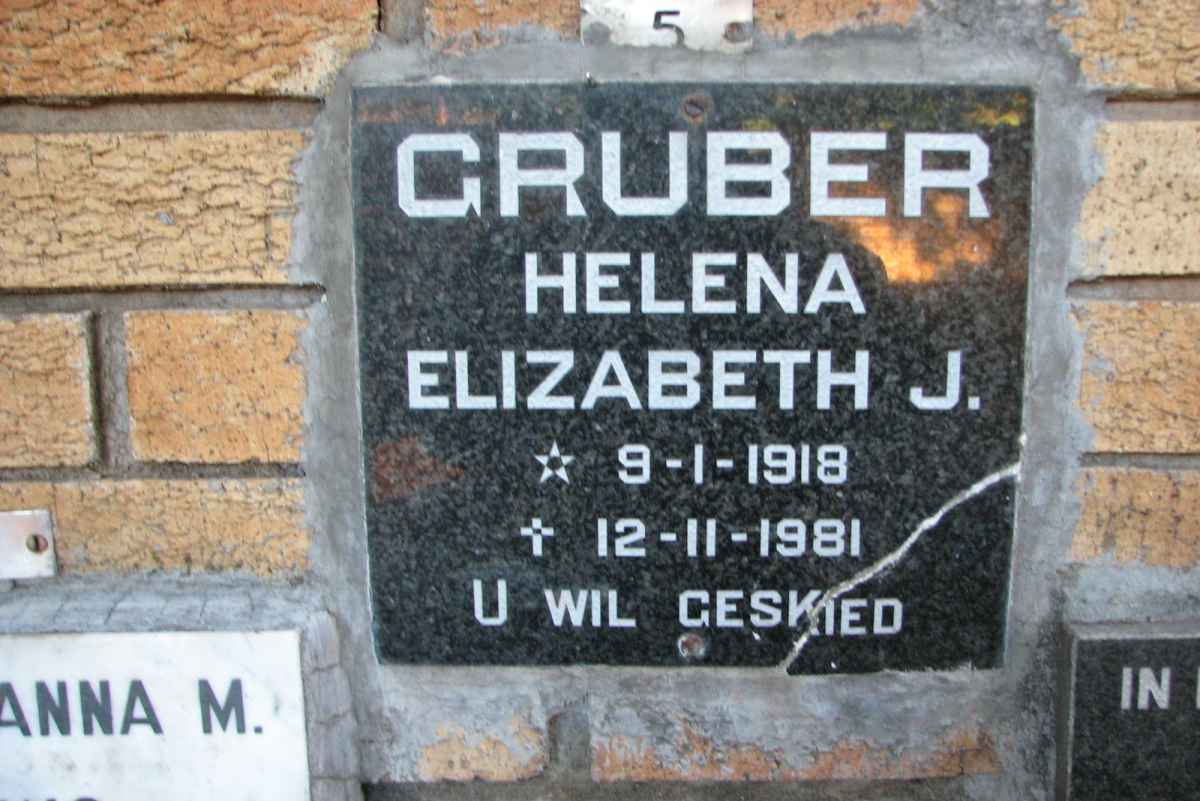 5
GRUBER
HELENA
ELIZABETH J.
☆ 9-1-1918
✝ 12-11-1981
U WIL GESKIED
ANNA M.
IN